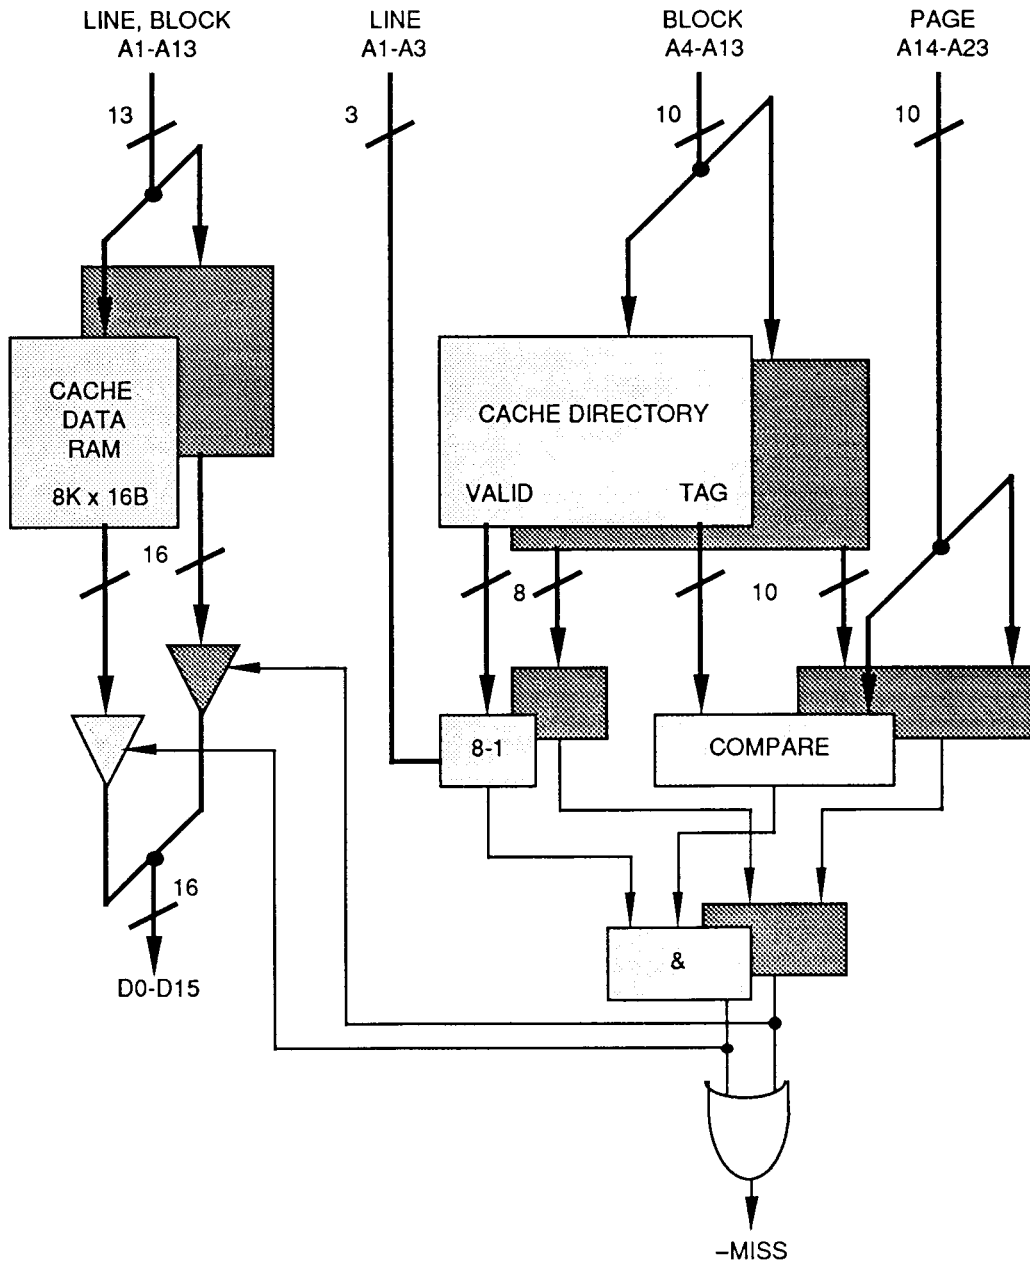 LINE, BLOCK
A1-A13
LINE
A1-A3
BLOCK
A4-A13
PAGE
A14-A23
13
3
10
10
CACHE
DATA
RAM
8K x 16B
CACHE DIRECTORY
VALID
TAG
16
8
10
8-1
COMPARE
16
&
D0-D15
–MISS